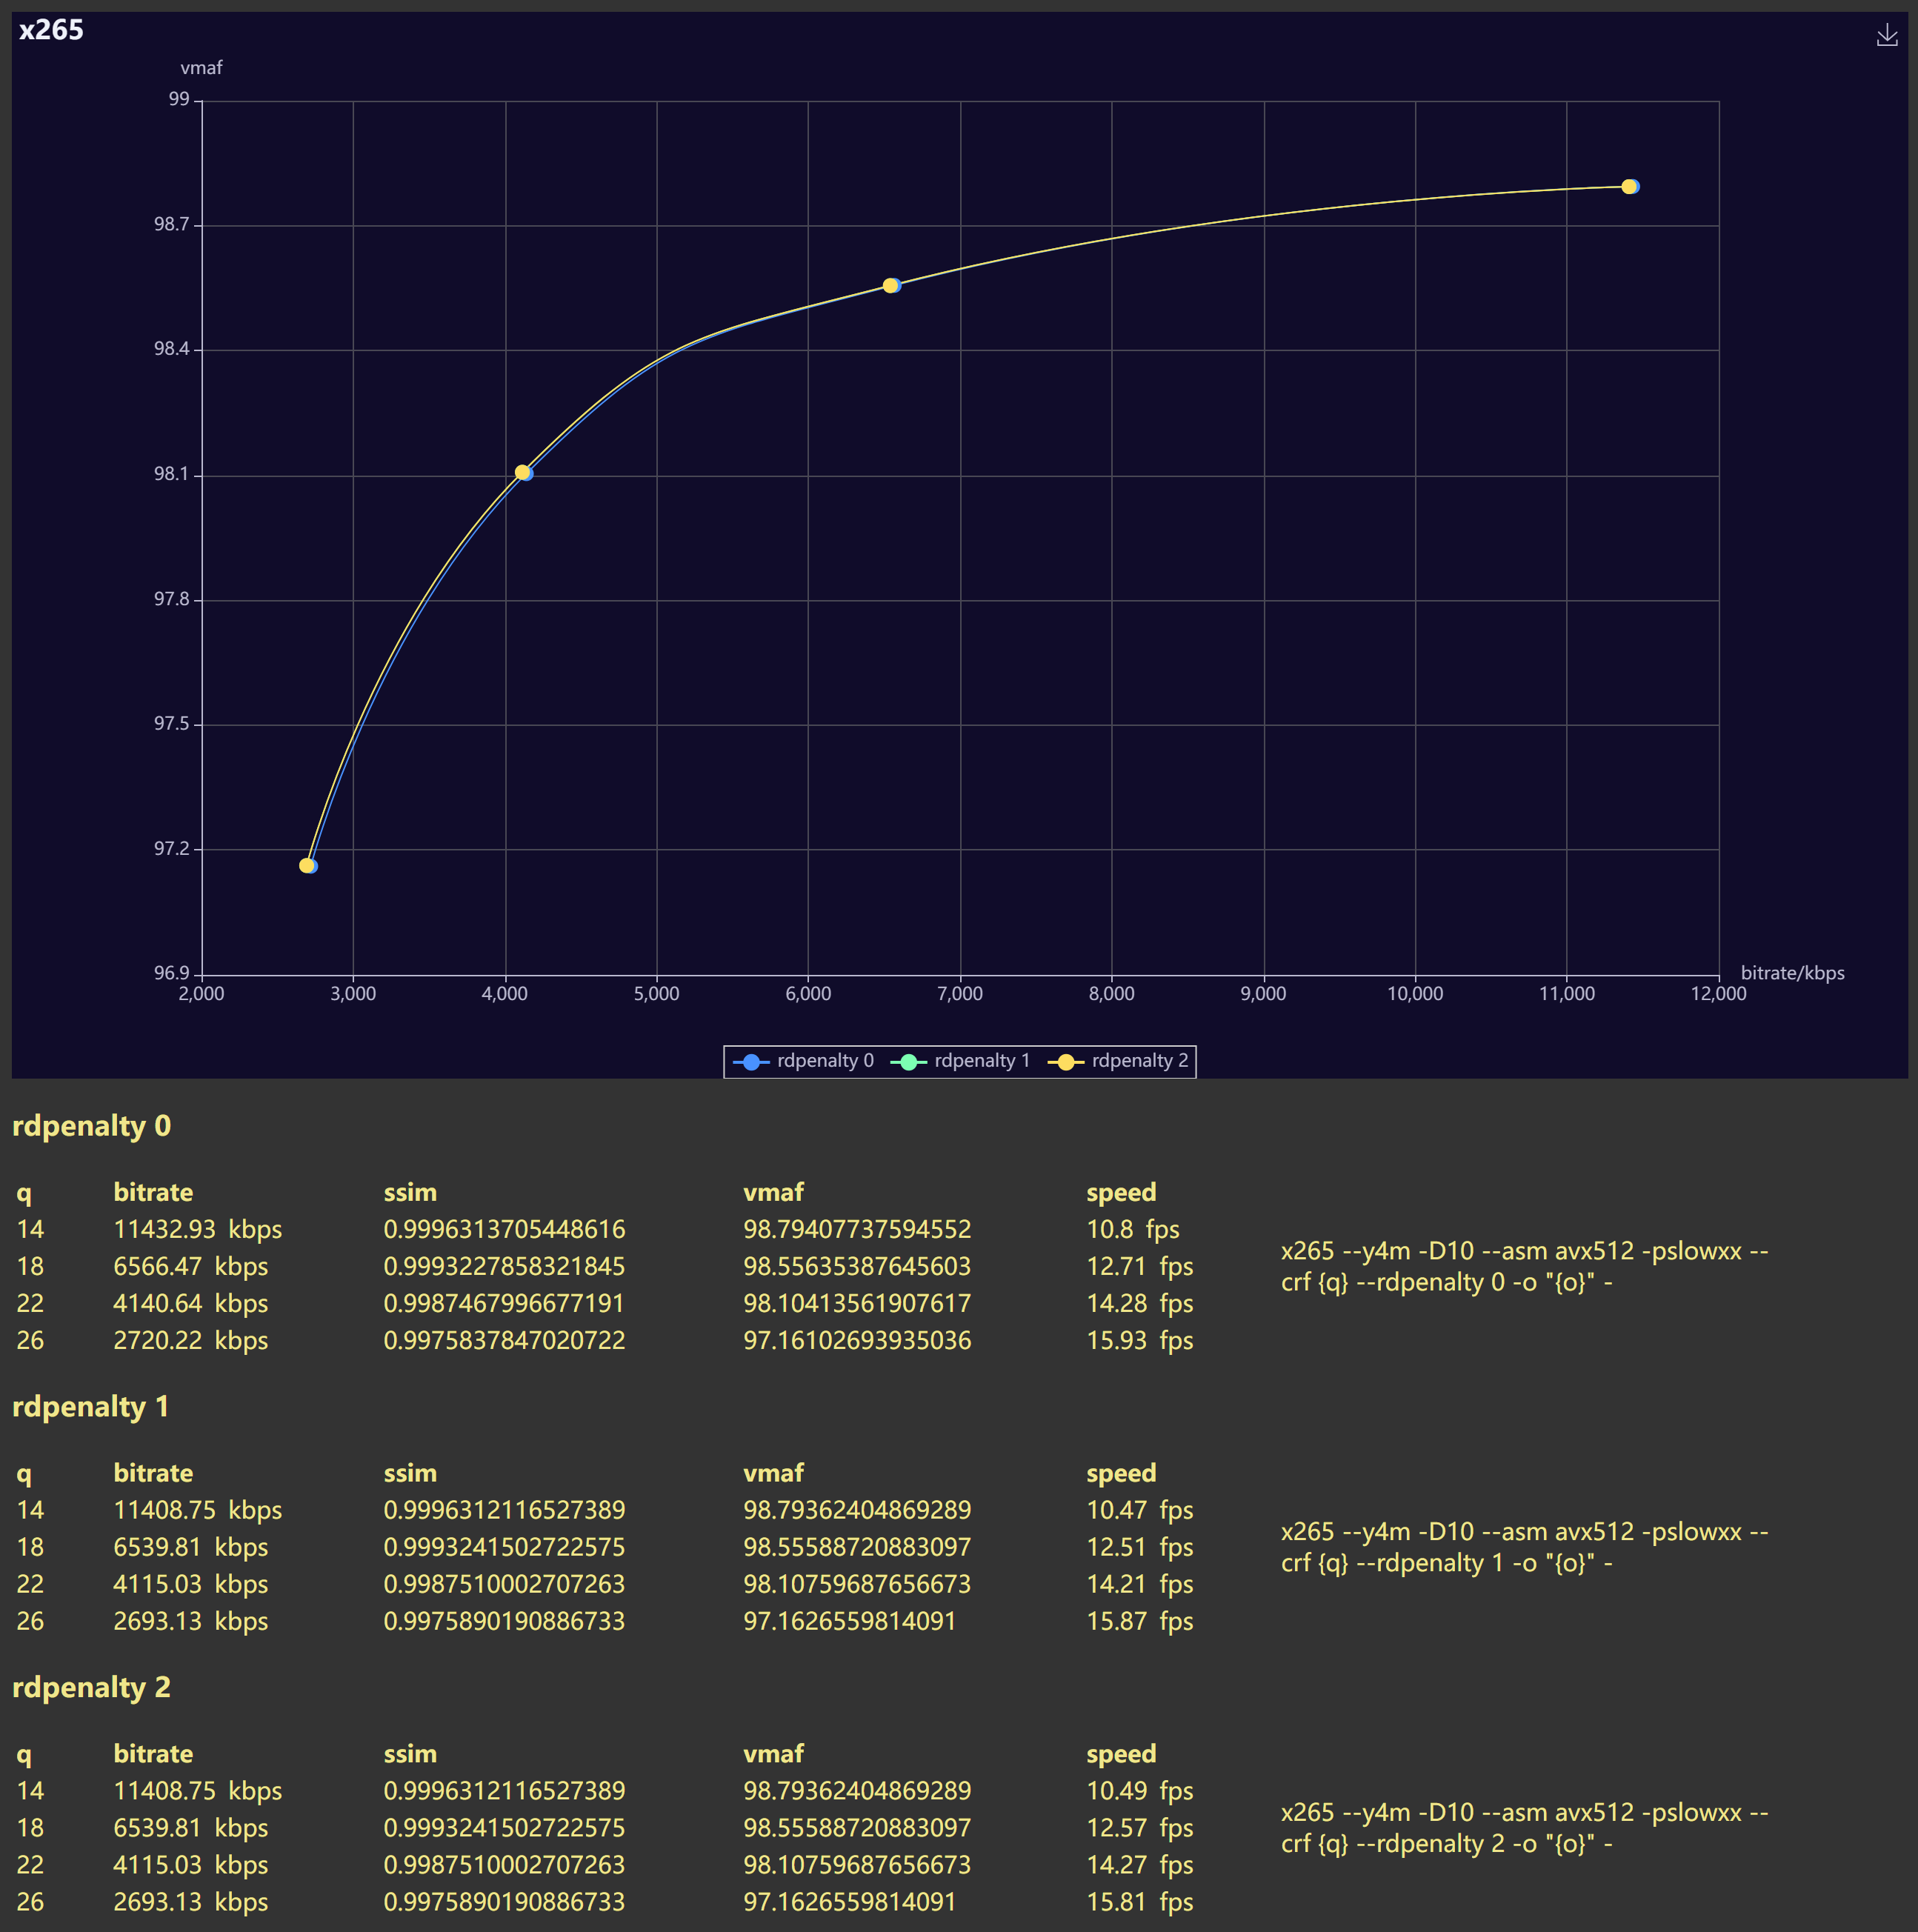 x265
vmaf
99
98.7
98.4
98.1
97.8
97.5
97.2
96.9
bitrate/kbps
2,000 3,000 4,000 5,000 6,000 7,000 8,000 9,000 10,000 11,000 12,000
rdpenalty 0 rdpenalty 1 rdpenalty 2
rdpenalty 0
q bitrate ssim vmaf speed
14 11432.93 kbps 0.9996313705448616 98.79407737594552 10.8 fps
18 6566.47 kbps 0.9993227858321845 98.55635387645603 12.71 fps
22 4140.64 kbps 0.9987467996677191 98.10413561907617 14.28 fps
26 2720.22 kbps 0.9975837847020722 97.16102693935036 15.93 fps
x265 --y4m -D10 --asm avx512 -pslowxx --
crf {q} --rdpenalty 0 -o "{o}" -
rdpenalty 1
q bitrate ssim vmaf speed
14 11408.75 kbps 0.9996312116527389 98.79362404869289 10.47 fps
18 6539.81 kbps 0.9993241502722575 98.55588720883097 12.51 fps
22 4115.03 kbps 0.9987510002707263 98.10759687656673 14.21 fps
26 2693.13 kbps 0.9975890190886733 97.1626559814091 15.87 fps
x265 --y4m -D10 --asm avx512 -pslowxx --
crf {q} --rdpenalty 1 -o "{o}" -
rdpenalty 2
q bitrate ssim vmaf speed
14 11408.75 kbps 0.9996312116527389 98.79362404869289 10.49 fps
18 6539.81 kbps 0.9993241502722575 98.55588720883097 12.57 fps
22 4115.03 kbps 0.9987510002707263 98.10759687656673 14.27 fps
26 2693.13 kbps 0.9975890190886733 97.1626559814091 15.81 fps
x265 --y4m -D10 --asm avx512 -pslowxx --
crf {q} --rdpenalty 2 -o "{o}" -